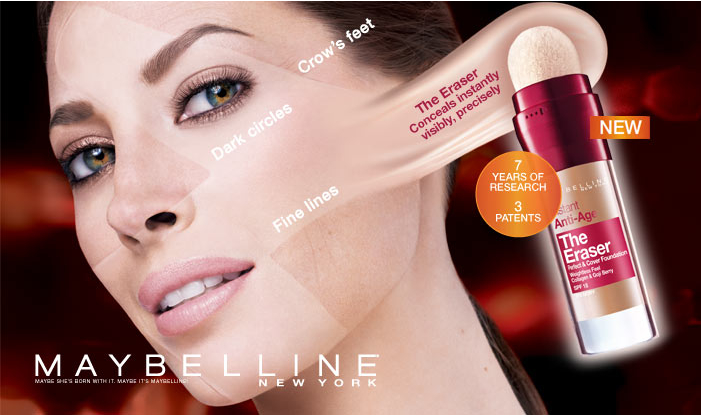 Crow's feet
Dark circles
Fine lines
The Eraser
Conceals instantly
visibly, precisely
NEW
7
YEARS OF
RESEARCH
3
PATENTS
Anti-Age
The
Eraser
Perfect & Cover Foundation
Weightless Feel
Collagen & Goji Berry
SPF 18
MAYBELLINE
NEW YORK
MAYBE SHE'S BORN WITH IT. MAYBE IT'S MAYBELLINE.